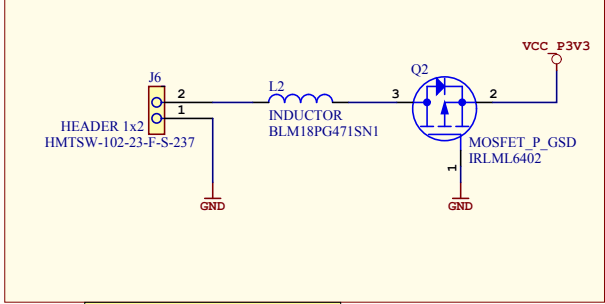 VCC_P3V3
J6
2
1
HEADER 1x2
HMTSW-102-23-F-S-237
GND
L2
INDUCTOR
BLM18PG471SN1
Q2
3
2
1
MOSFET_P_GSD
IRLML6402
GND